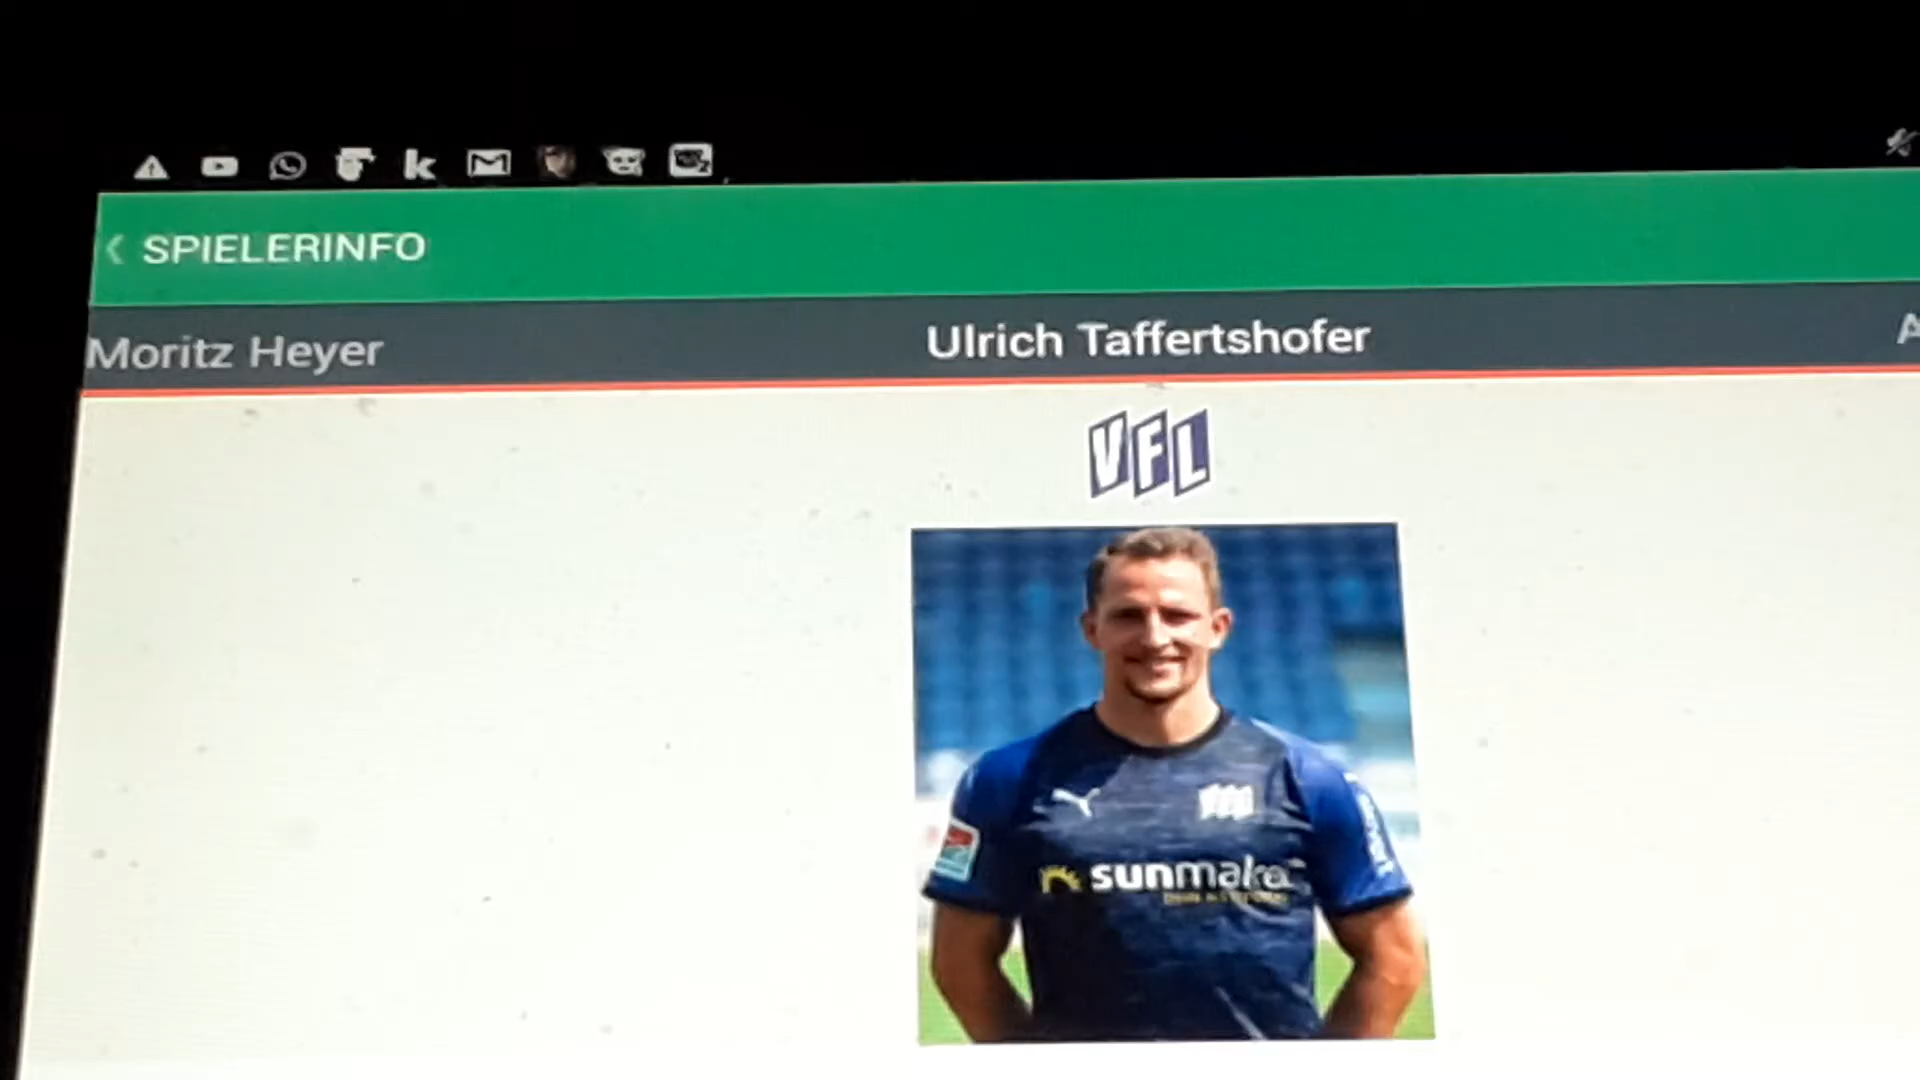 SPIELERINFO
Moritz Heyer
Ulrich Taffertshofer
VFL
sunmaker